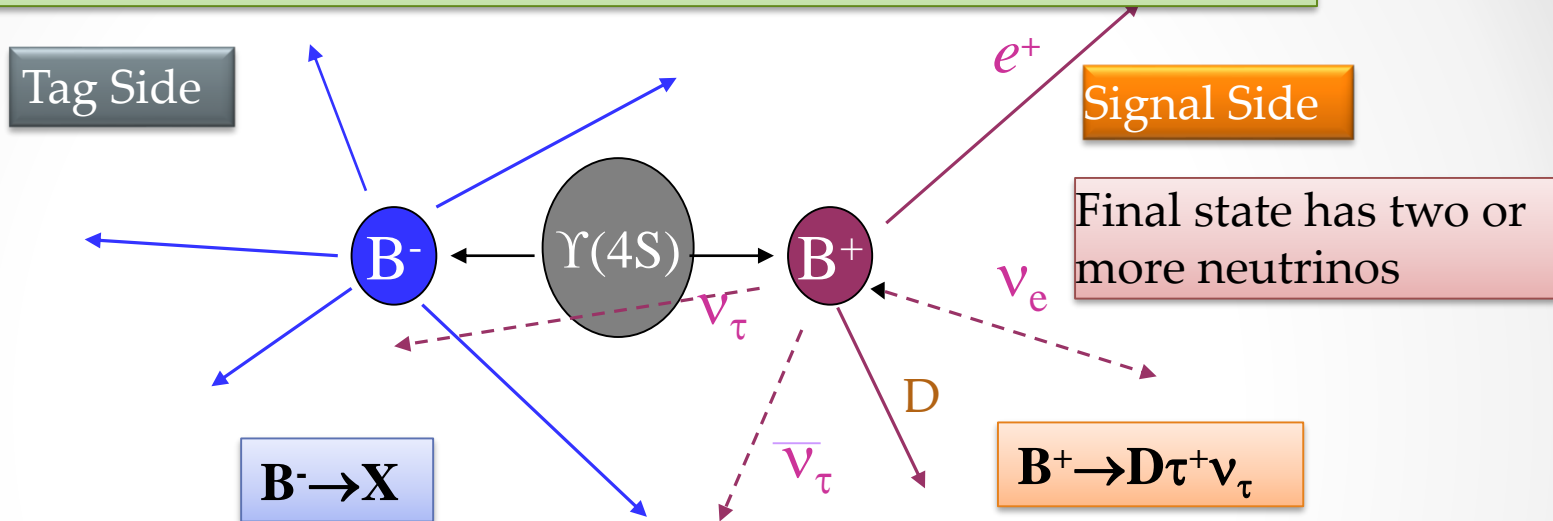 Tag Side
e⁺
Signal Side
Final state has two or
more neutrinos
B⁻
ϒ(4S)
B⁺
ν_τ
ν_e
D
ν̅_τ
B⁻→X
B⁺→Dτ⁺ν_τ